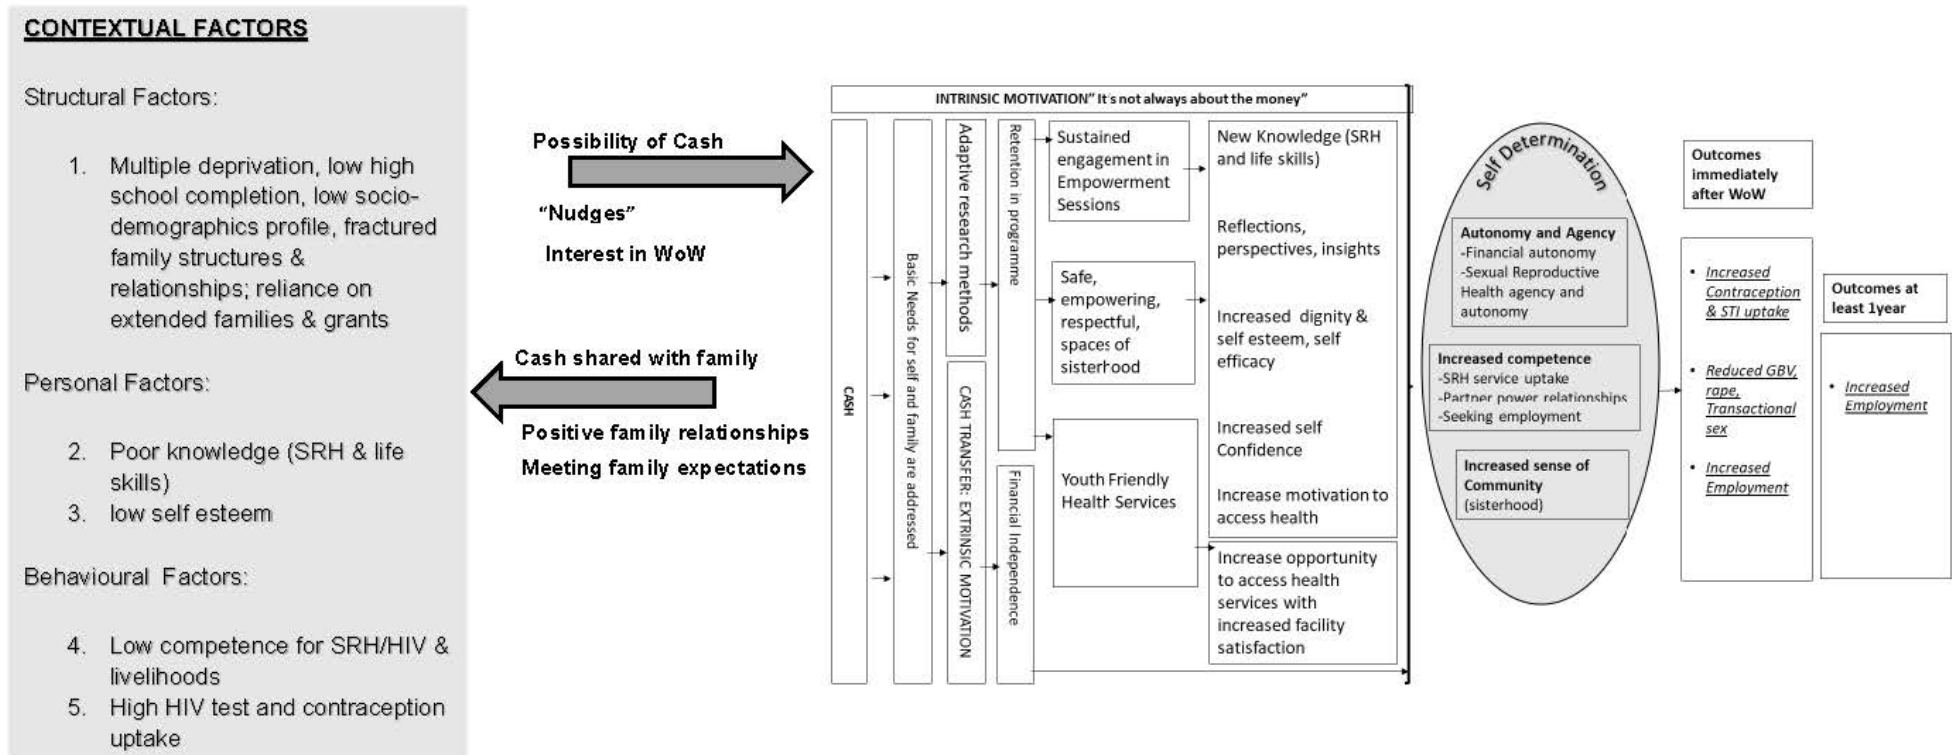 CONTEXTUAL FACTORS
Structural Factors:
1. Multiple deprivation, low high
school completion, low socio-
demographics profile, fractured
family structures &
relationships; reliance on
extended families & grants
Personal Factors:
2. Poor knowledge (SRH & life
skills)
3. low self esteem
Behavioural Factors:
4. Low competence for SRH/HIV &
livelihoods
5. High HIV test and contraception
uptake
Possibility of Cash
"Nudges"
Interest in WoW
Cash shared with family
Positive family relationships
Meeting family expectations
INTRINSIC MOTIVATION" It's not always about the money"
CASH
Basic Needs for self and family are addressed
Adaptive research methods
CASH TRANSFER: EXTRINSIC MOTIVATION
Retention in programme
Financial Independence
Sustained
engagement in
Empowerment
Sessions
Safe,
empowering,
respectful,
spaces of
sisterhood
Youth Friendly
Health Services
New Knowledge (SRH
and life skills)
Reflections,
perspectives, insights
Increased dignity &
self esteem, self
efficacy
Increased self
Confidence
Increase motivation to
access health
Increase opportunity
to access health
services with
increased facility
satisfaction
Self Determination
Autonomy and Agency
-Financial autonomy
-Sexual Reproductive
Health agency and
autonomy
Increased competence
-SRH service uptake
-Partner power relationships
-Seeking employment
Increased sense of
Community
(sisterhood)
Outcomes
immediately
after WoW
• Increased
Contraception
& STI uptake
• Reduced GBV,
rape,
Transactional
sex
• Increased
Employment
Outcomes at
least 1year
• Increased
Employment